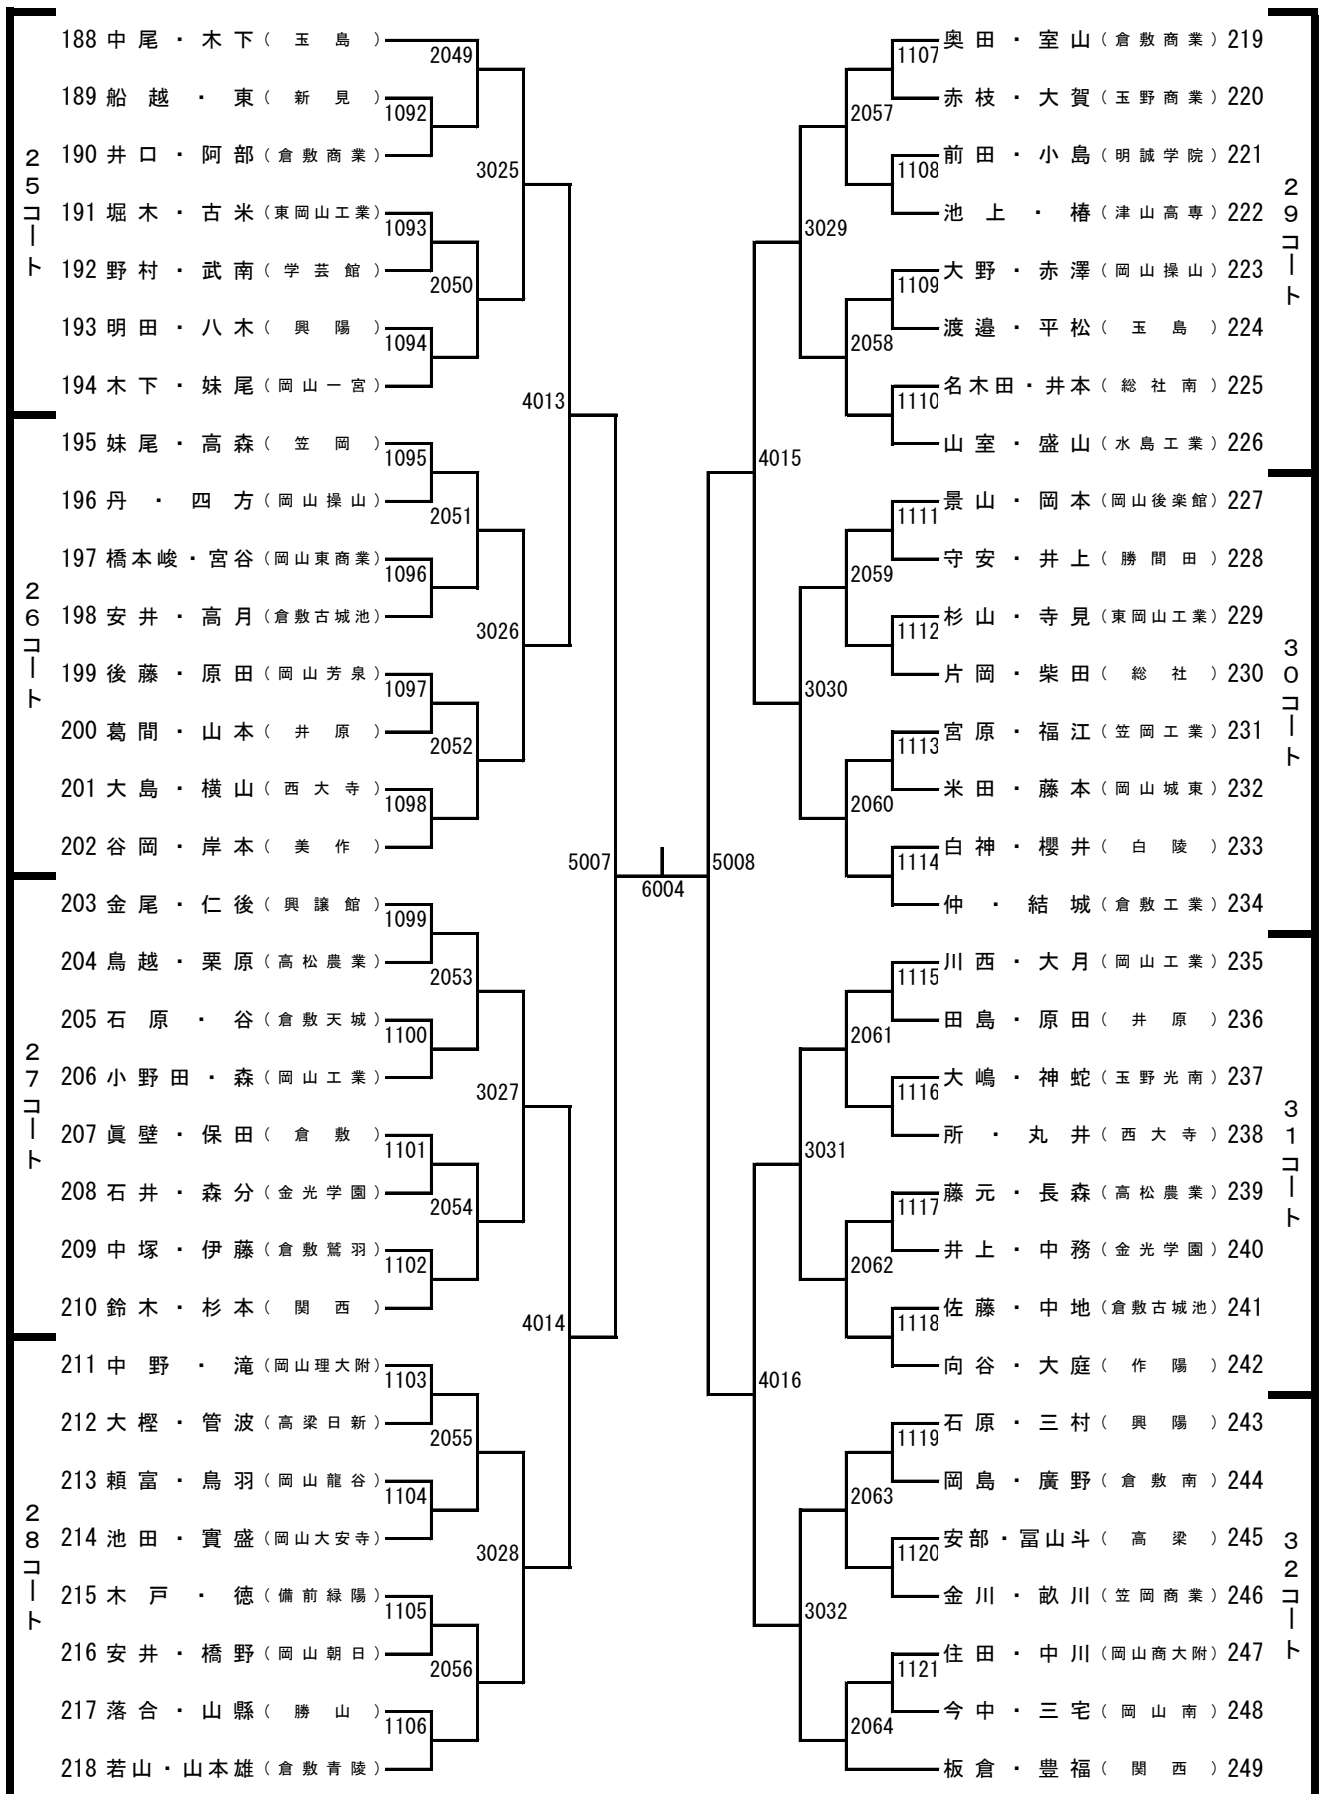 25コート
188 中尾・木下(玉島)
189 船越・東(新見)
190 井口・阿部(倉敷商業)
191 堀木・古米(東岡山工業)
192 野村・武南(学芸館)
193 明田・八木(興陽)
194 木下・妹尾(岡山一宮)
26コート
195 妹尾・高森(笠岡)
196 丹・四方(岡山操山)
197 橋本峻・宮谷(岡山東商業)
198 安井・高月(倉敷古城池)
199 後藤・原田(岡山芳泉)
200 葛間・山本(井原)
201 大島・横山(西大寺)
202 谷岡・岸本(美作)
27コート
203 金尾・仁後(興譲館)
204 鳥越・栗原(高松農業)
205 石原・谷(倉敷天城)
206 小野田・森(岡山工業)
207 眞壁・保田(倉敷)
208 石井・森分(金光学園)
209 中塚・伊藤(倉敷鷲羽)
210 鈴木・杉本(関西)
28コート
211 中野・滝(岡山理大附)
212 大樫・管波(高梁日新)
213 頼富・鳥羽(岡山龍谷)
214 池田・實盛(岡山大安寺)
215 木戸・徳(備前緑陽)
216 安井・橋野(岡山朝日)
217 落合・山縣(勝山)
218 若山・山本雄(倉敷青陵)
1092
1093
1094
1095
1096
1097
1098
1099
1100
1101
1102
1103
1104
1105
1106
2049
2050
2051
2052
2053
2054
2055
2056
3025
3026
3027
3028
4013
4014
5007
6004
5008
4015
4016
3029
3030
3031
3032
2057
2058
2059
2060
2061
2062
2063
2064
1107
1108
1109
1110
1111
1112
1113
1114
1115
1116
1117
1118
1119
1120
1121
29コート
奥田・室山(倉敷商業) 219
赤枝・大賀(玉野商業) 220
前田・小島(明誠学院) 221
池上・椿(津山高専) 222
大野・赤澤(岡山操山) 223
渡邉・平松(玉島) 224
名木田・井本(総社南) 225
山室・盛山(水島工業) 226
30コート
景山・岡本(岡山後楽館) 227
守安・井上(勝間田) 228
杉山・寺見(東岡山工業) 229
片岡・柴田(総社) 230
宮原・福江(笠岡工業) 231
米田・藤本(岡山城東) 232
白神・櫻井(白陵) 233
仲・結城(倉敷工業) 234
31コート
川西・大月(岡山工業) 235
田島・原田(井原) 236
大嶋・神蛇(玉野光南) 237
所・丸井(西大寺) 238
藤元・長森(高松農業) 239
井上・中務(金光学園) 240
佐藤・中地(倉敷古城池) 241
向谷・大庭(作陽) 242
32コート
石原・三村(興陽) 243
岡島・廣野(倉敷南) 244
安部・冨山斗(高梁) 245
金川・畝川(笠岡商業) 246
住田・中川(岡山商大附) 247
今中・三宅(岡山南) 248
板倉・豊福(関西) 249